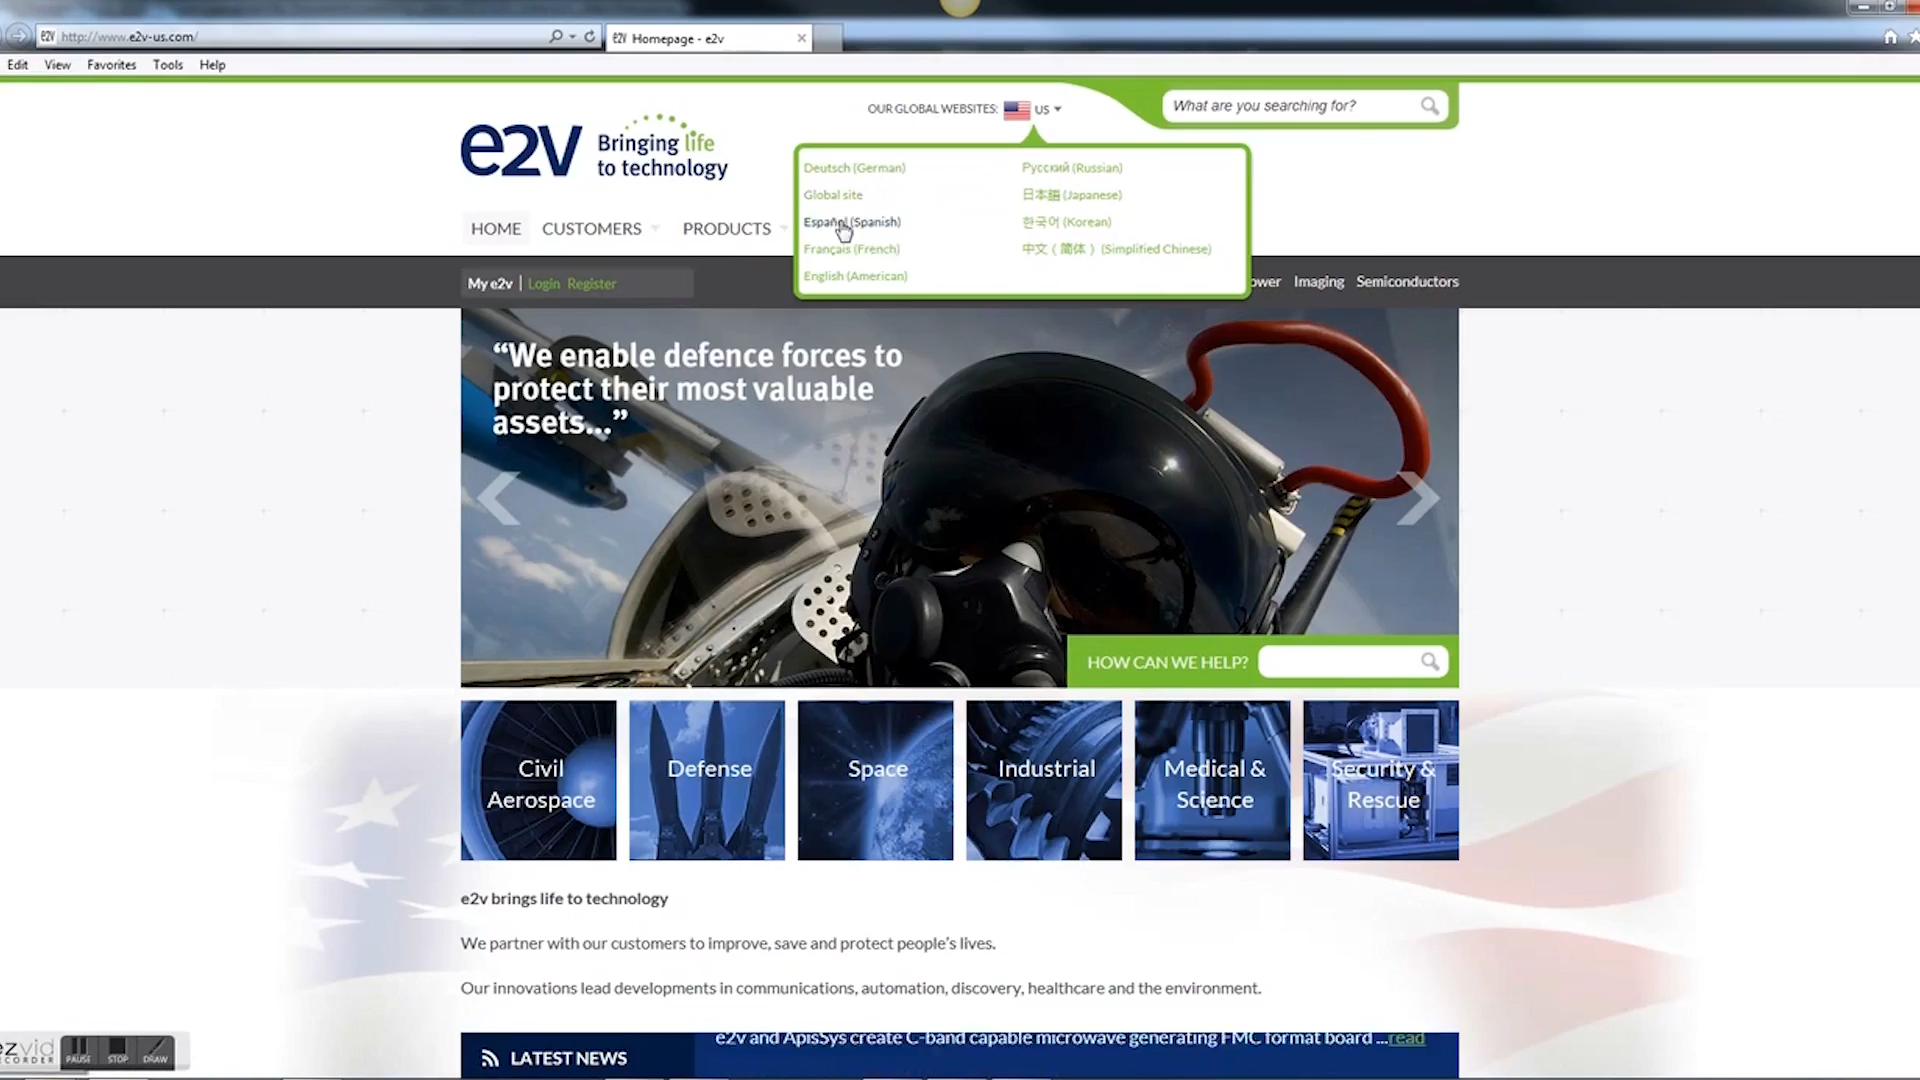 e2v http://www.e2v-us.com/
e2v Homepage - e2v
Edit View Favorites Tools Help
OUR GLOBAL WEBSITES: US
What are you searching for?
e2v Bringing life
to technology
Deutsch (German)
Русский (Russian)
Global site
日本語 (Japanese)
Español (Spanish)
한국어 (Korean)
Français (French)
中文（简体）(Simplified Chinese)
English (American)
HOME CUSTOMERS PRODUCTS
My e2v | Login Register
Imaging Semiconductors
“We enable defence forces to
protect their most valuable
assets...”
HOW CAN WE HELP?
Civil
Aerospace
Defense
Space
Industrial
Medical &
Science
Security &
Rescue
e2v brings life to technology
We partner with our customers to improve, save and protect people’s lives.
Our innovations lead developments in communications, automation, discovery, healthcare and the environment.
e2v and ApisSys create C-band capable microwave generating FMC format board ...read
LATEST NEWS
ezvid
RECORDER
PAUSE STOP DRAW